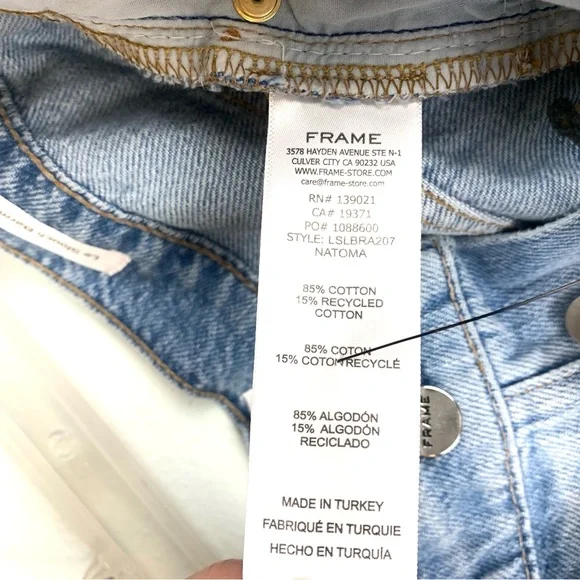 FRAME
3578 HAYDEN AVENUE STE N-1
CULVER CITY CA 90232 USA
WWW.FRAME-STORE.COM
care@frame-store.com
RN# 139021
CA# 19371
PO# 1088600
STYLE: LSLBRA207
NATOMA
85% COTTON
15% RECYCLED
COTTON
85% COTON
15% COTON RECYCLÉ
85% ALGODÓN
15% ALGODÓN
RECICLADO
MADE IN TURKEY
FABRIQUÉ EN TURQUIE
HECHO EN TURQUÍA
FRAME